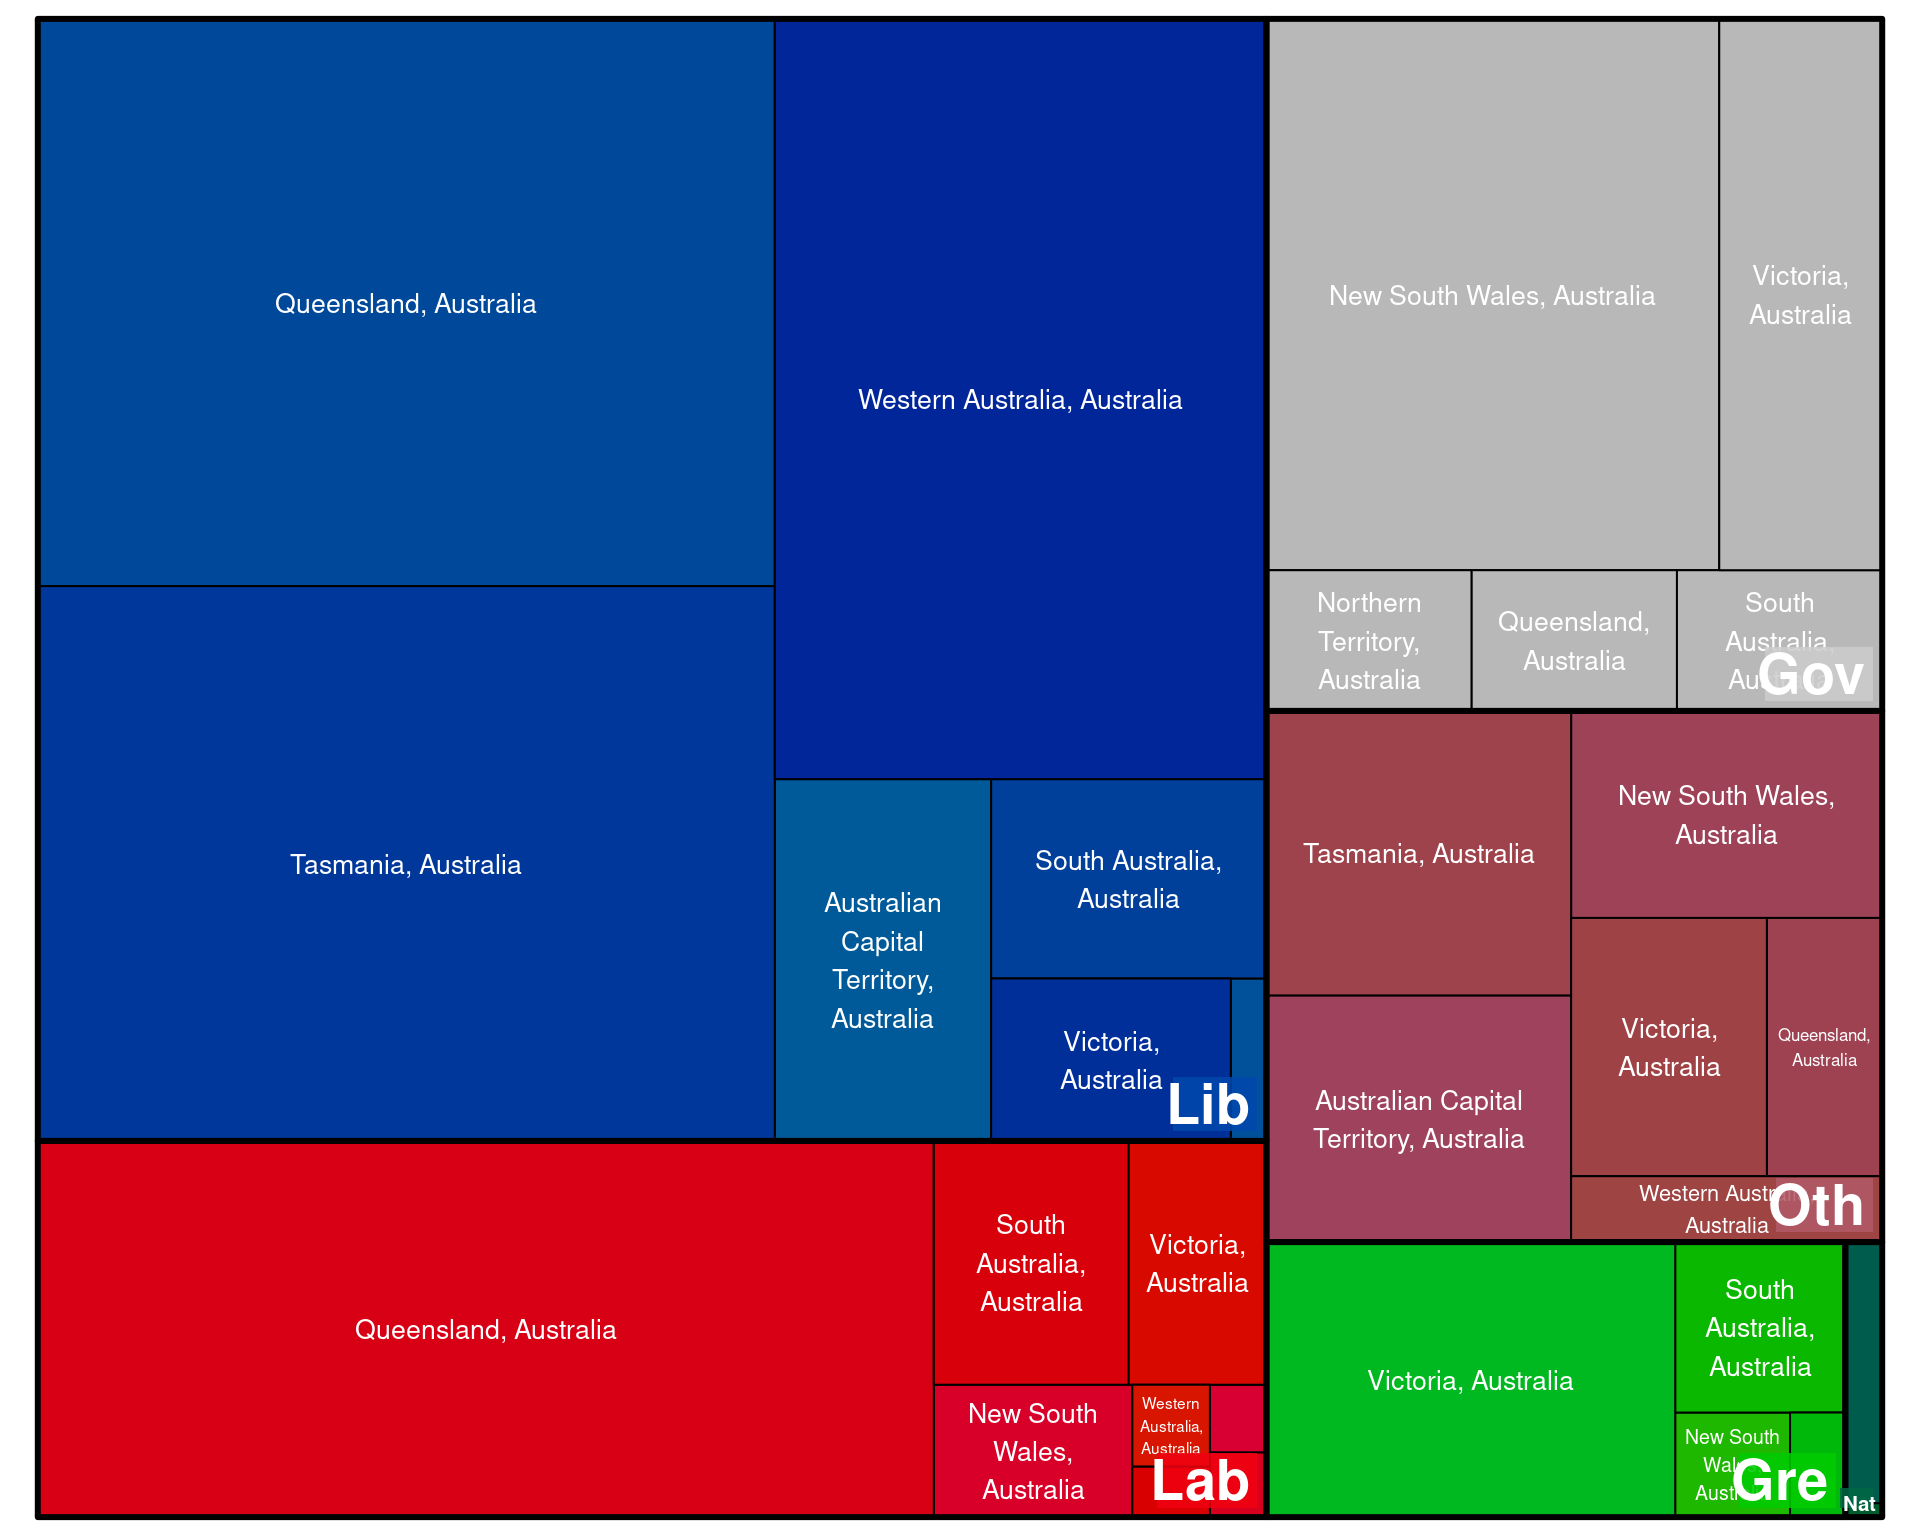 Queensland, Australia
Tasmania, Australia
Western Australia, Australia
Australian
Capital
Territory,
Australia
South Australia,
Australia
Victoria,
Australia
Lib
Queensland, Australia
South
Australia,
Australia
Victoria,
Australia
New South
Wales,
Australia
Western
Australia,
Australia
Lab
New South Wales, Australia
Victoria,
Australia
Northern
Territory,
Australia
Queensland,
Australia
South
Australia,
Gov
Tasmania, Australia
New South Wales,
Australia
Australian Capital
Territory, Australia
Victoria,
Australia
Queensland,
Australia
Western
Australia
Oth
Victoria, Australia
South
Australia,
Australia
New South
Gre
Nat